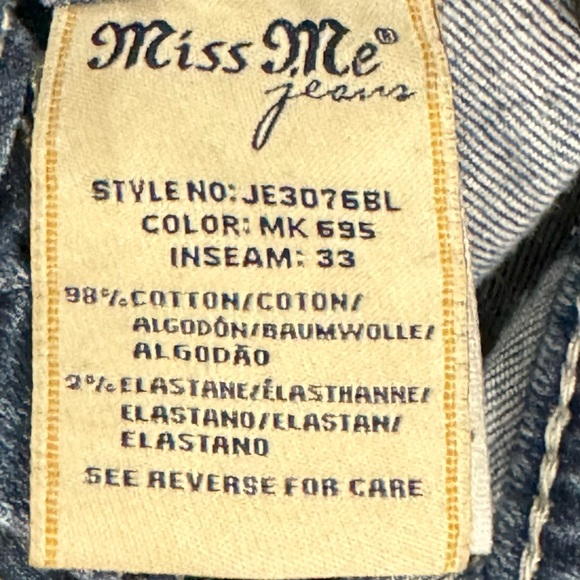 Miss Me®
jeans
STYLE NO: JE3076BL
COLOR: MK 695
INSEAM: 33
98% COTTON/COTON/
ALGODÔN/BAUMWOLLE/
ALGODÃO
2% ELASTANE/ÉLASTHANNE/
ELASTANO/ELASTAN/
ELASTANO
SEE REVERSE FOR CARE